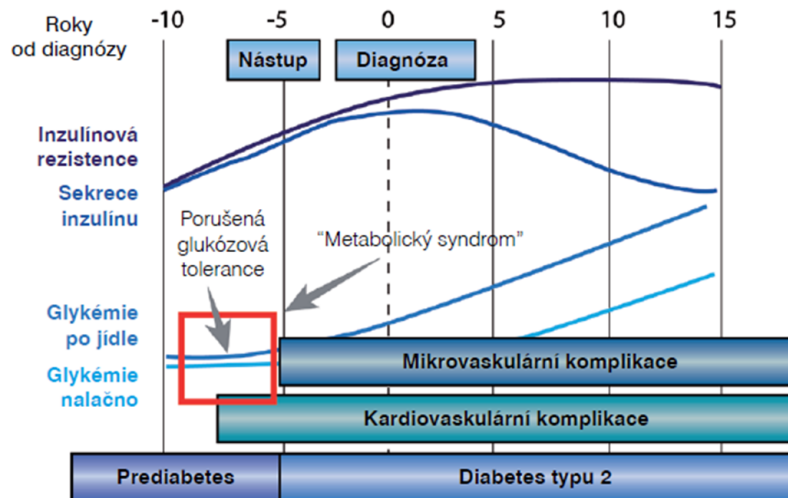 Roky
od diagnózy
-10 -5 0 5 10 15
Nástup
Diagnóza
Inzulínová
rezistence
Sekrece
inzulínu
Porušená
glukózová
tolerance
“Metabolický syndrom”
Glykémie
po jídle
Glykémie
nalačno
Mikrovaskulární komplikace
Kardiovaskulární komplikace
Prediabetes
Diabetes typu 2